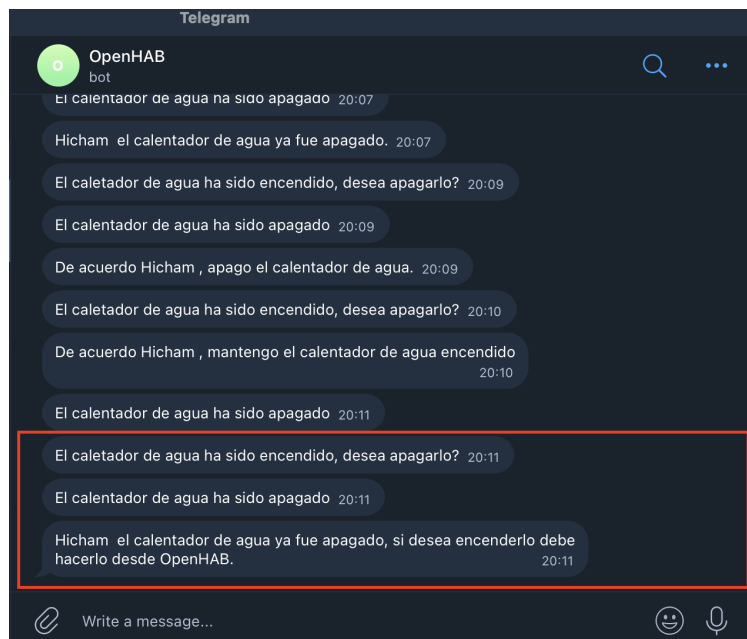 Telegram
O
OpenHAB
bot
El calentador de agua ha sido apagado 20:07
Hicham  el calentador de agua ya fue apagado. 20:07
El caletador de agua ha sido encendido, desea apagarlo? 20:09
El calentador de agua ha sido apagado 20:09
De acuerdo Hicham , apago el calentador de agua. 20:09
El caletador de agua ha sido encendido, desea apagarlo? 20:10
De acuerdo Hicham , mantengo el calentador de agua encendido
20:10
El calentador de agua ha sido apagado 20:11
El caletador de agua ha sido encendido, desea apagarlo? 20:11
El calentador de agua ha sido apagado 20:11
Hicham  el calentador de agua ya fue apagado, si desea encenderlo debe
hacerlo desde OpenHAB. 20:11
Write a message...